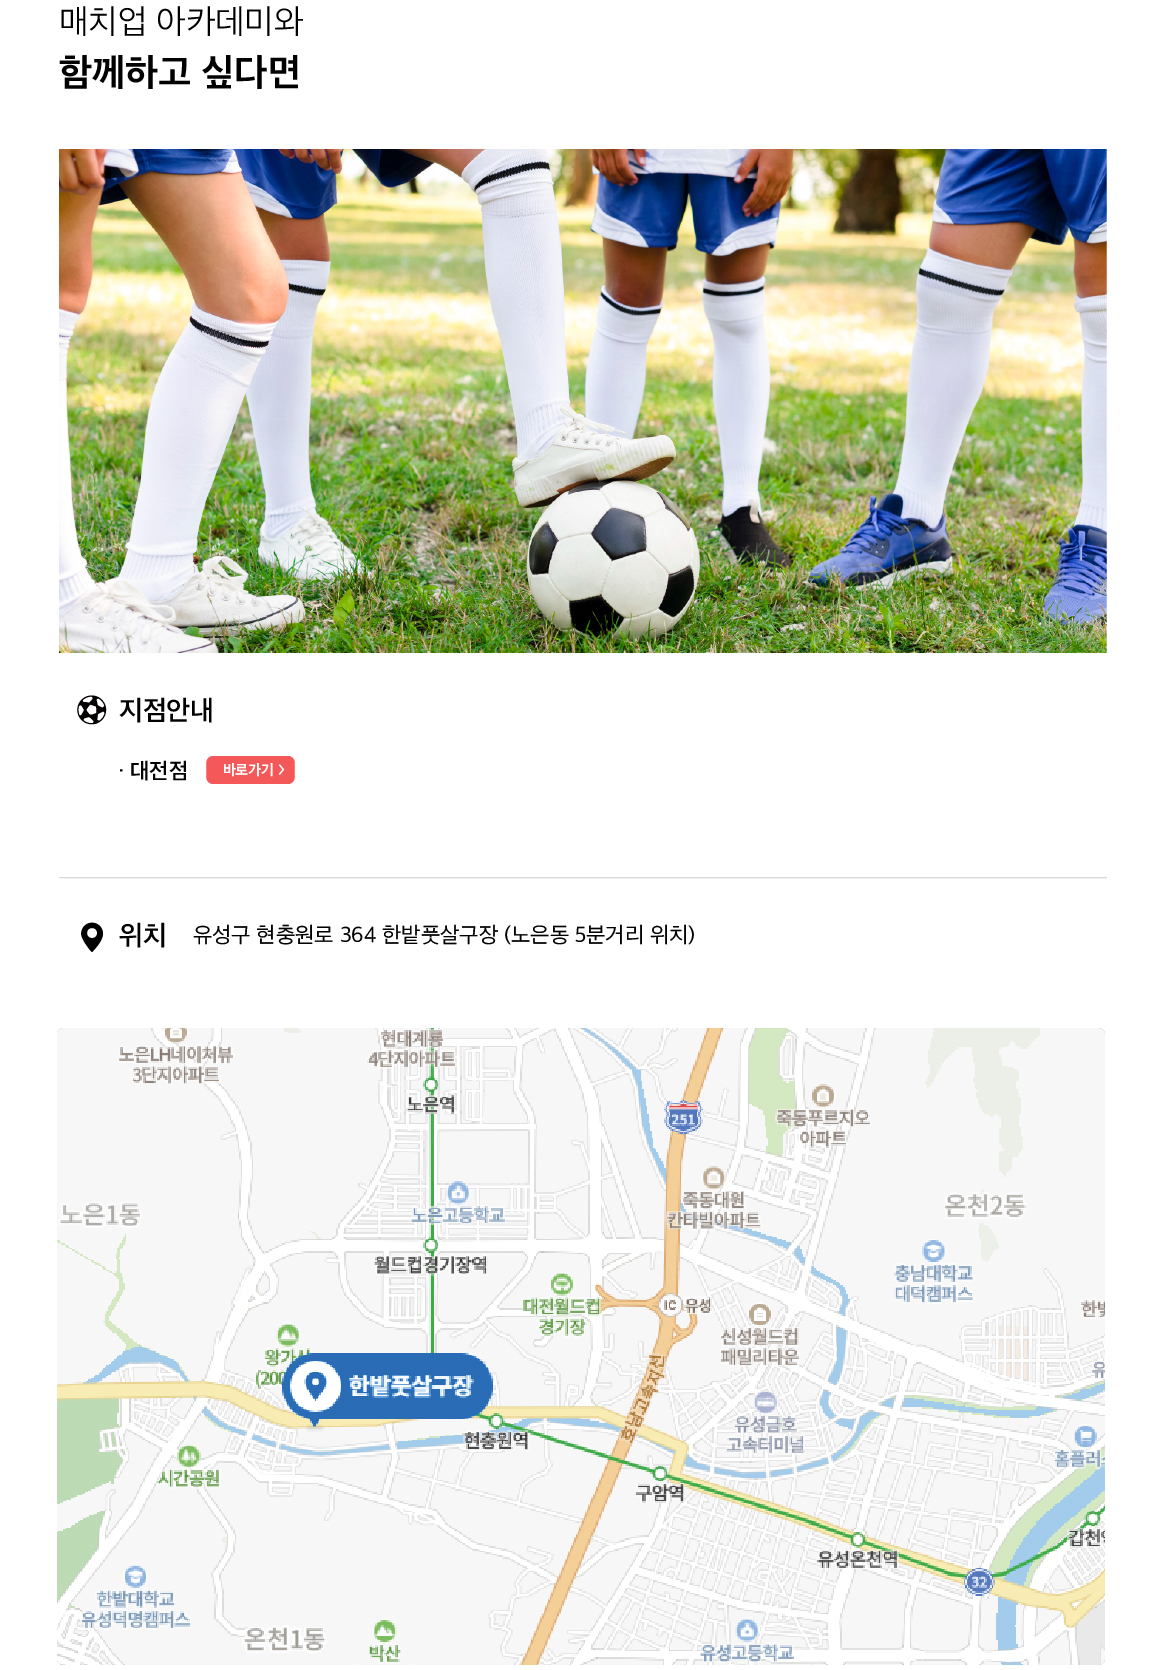 매치업 아카데미와
함께하고 싶다면
지점안내
· 대전점 바로가기 >
위치 유성구 현충원로 364 한밭풋살구장 (노은동 5분거리 위치)
노은LH네이처뷰
3단지아파트
현대계룡
4단지아파트
노은역
251
죽동푸르지오
아파트
죽동대원
칸타빌아파트
노은1동
노은고등학교
온천2동
월드컵경기장역
충남대학교
대덕캠퍼스
대전월드컵
경기장
IC 유성
신성월드컵
패밀리타운
왕가산
(200
한밭풋살구장
호남고속지선
유성금호
고속터미널
현충원역
시간공원
홈플러스
구암역
유성온천역
갑천역
32
한밭대학교
유성덕명캠퍼스
온천1동
박산
유성고등학교